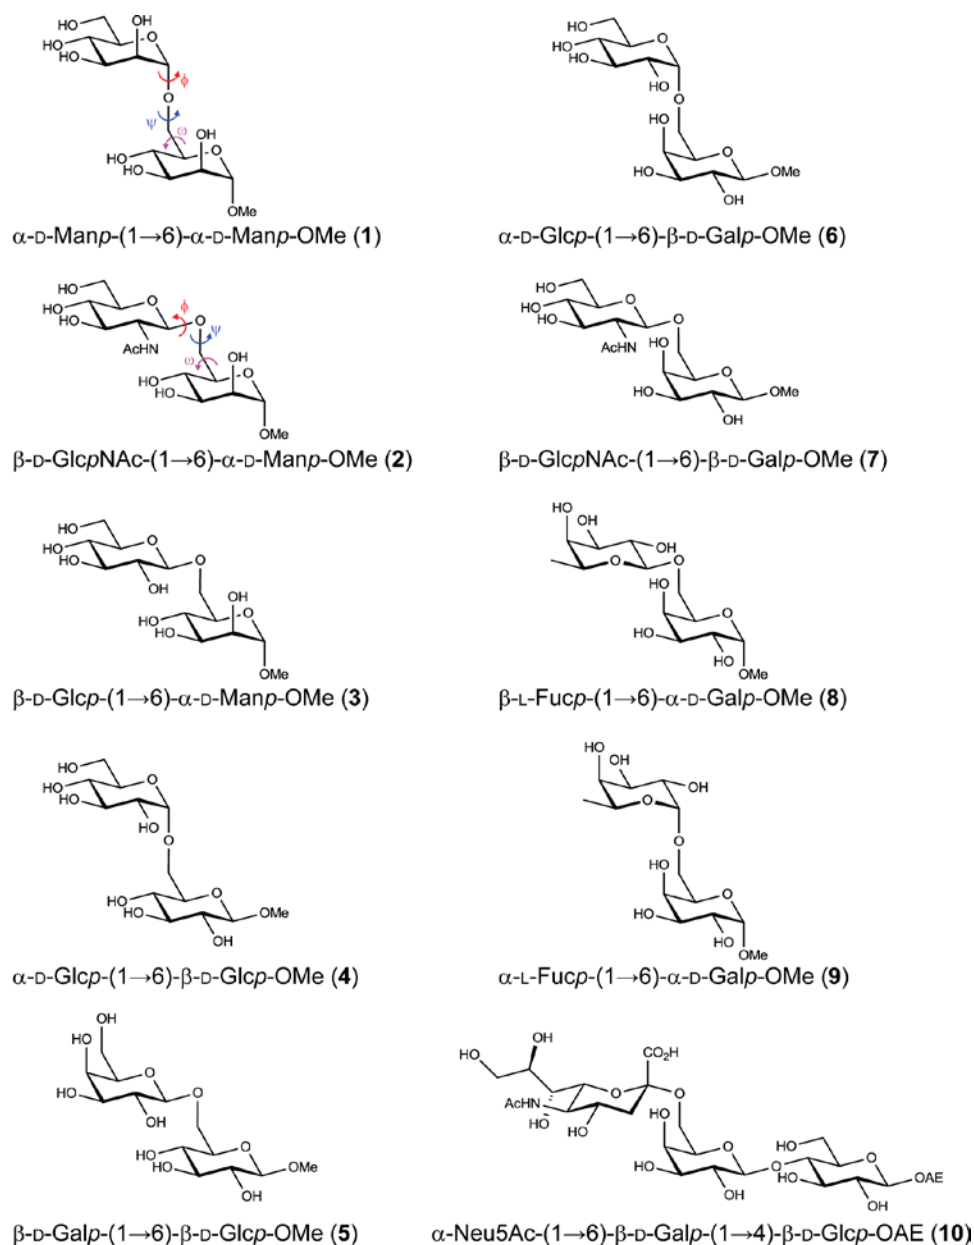 OH
HO
HO
O
HO
ϕ
O
ψ
ω
OH
HO
O
HO
OMe
α-D-Manp-(1→6)-α-D-Manp-OMe (1)
HO
O
HO
HO
HO
O
HO
O
HO
OMe
OH
α-D-Glcp-(1→6)-β-D-Galp-OMe (6)
HO
HO
O
ϕ
HO
O
ψ
AcHN
ω
OH
HO
O
HO
OMe
β-D-GlcpNAc-(1→6)-α-D-Manp-OMe (2)
HO
HO
O
HO
O
AcHN
HO
O
HO
OMe
OH
β-D-GlcpNAc-(1→6)-β-D-Galp-OMe (7)
HO
HO
O
HO
O
OH
OH
HO
O
HO
OMe
β-D-Glcp-(1→6)-α-D-Manp-OMe (3)
HO
OH
OH
O
O
HO
O
HO
HO
OMe
β-L-Fucp-(1→6)-α-D-Galp-OMe (8)
HO
HO
O
HO
HO
O
HO
O
HO
OMe
OH
α-D-Glcp-(1→6)-β-D-Glcp-OMe (4)
HO
OH
OH
O
O
HO
O
HO
HO
OMe
α-L-Fucp-(1→6)-α-D-Galp-OMe (9)
OH
HO
O
HO
O
OH
HO
O
HO
OMe
OH
β-D-Galp-(1→6)-β-D-Glcp-OMe (5)
OH
HO
CO₂H
O
O
AcHN
HO
HO
HO
O
HO
HO
O
O
HO
OAE
OH
OH
α-Neu5Ac-(1→6)-β-D-Galp-(1→4)-β-D-Glcp-OAE (10)